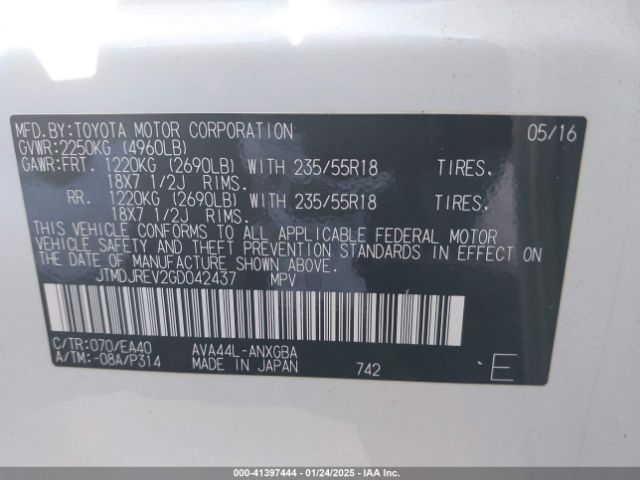 MFD.BY:TOYOTA MOTOR CORPORATION 05/16
GVWR:2250KG (4960LB)
GAWR:FRT. 1220KG (2690LB) WITH 235/55R18 TIRES.
18X7 1/2J RIMS.
RR. 1220KG (2690LB) WITH 235/55R18 TIRES.
18X7 1/2J RIMS.
THIS VEHICLE CONFORMS TO ALL APPLICABLE FEDERAL MOTOR
VEHICLE SAFETY AND THEFT PREVENTION STANDARDS IN EFFECT ON
THE DATE OF MANUFACTURE SHOWN ABOVE.
JTMDJREV2GD042437 MPV
C/TR:070/EA40 AVA44L-ANXGBA
A/TM:-08A/P314 MADE IN JAPAN 742 E
000-41397444 - 01/24/2025 - IAA Inc.